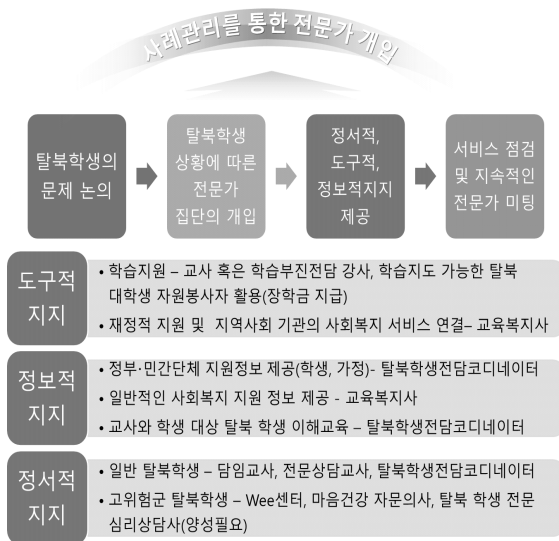 사례관리를 통한 전문가 개입
탈북학생의
문제 논의
탈북학생
상황에 따른
전문가
집단의 개입
정서적,
도구적,
정보적지지
제공
서비스 점검
및 지속적인
전문가 미팅
도구적
지지
• 학습지원 – 교사 혹은 학습부진전담 강사, 학습지도 가능한 탈북
대학생 자원봉사자 활용(장학금 지급)
• 재정적 지원 및 지역사회 기관의 사회복지 서비스 연결– 교육복지사
정보적
지지
• 정부·민간단체 지원정보 제공(학생, 가정)- 탈북학생전담코디네이터
• 일반적인 사회복지 지원 정보 제공 - 교육복지사
• 교사와 학생 대상 탈북 학생 이해교육 – 탈북학생전담코디네이터
정서적
지지
• 일반 탈북학생 – 담임교사, 전문상담교사, 탈북학생전담코디네이터
• 고위험군 탈북학생 – Wee센터, 마음건강 자문의사, 탈북 학생 전문
심리상담사(양성필요)